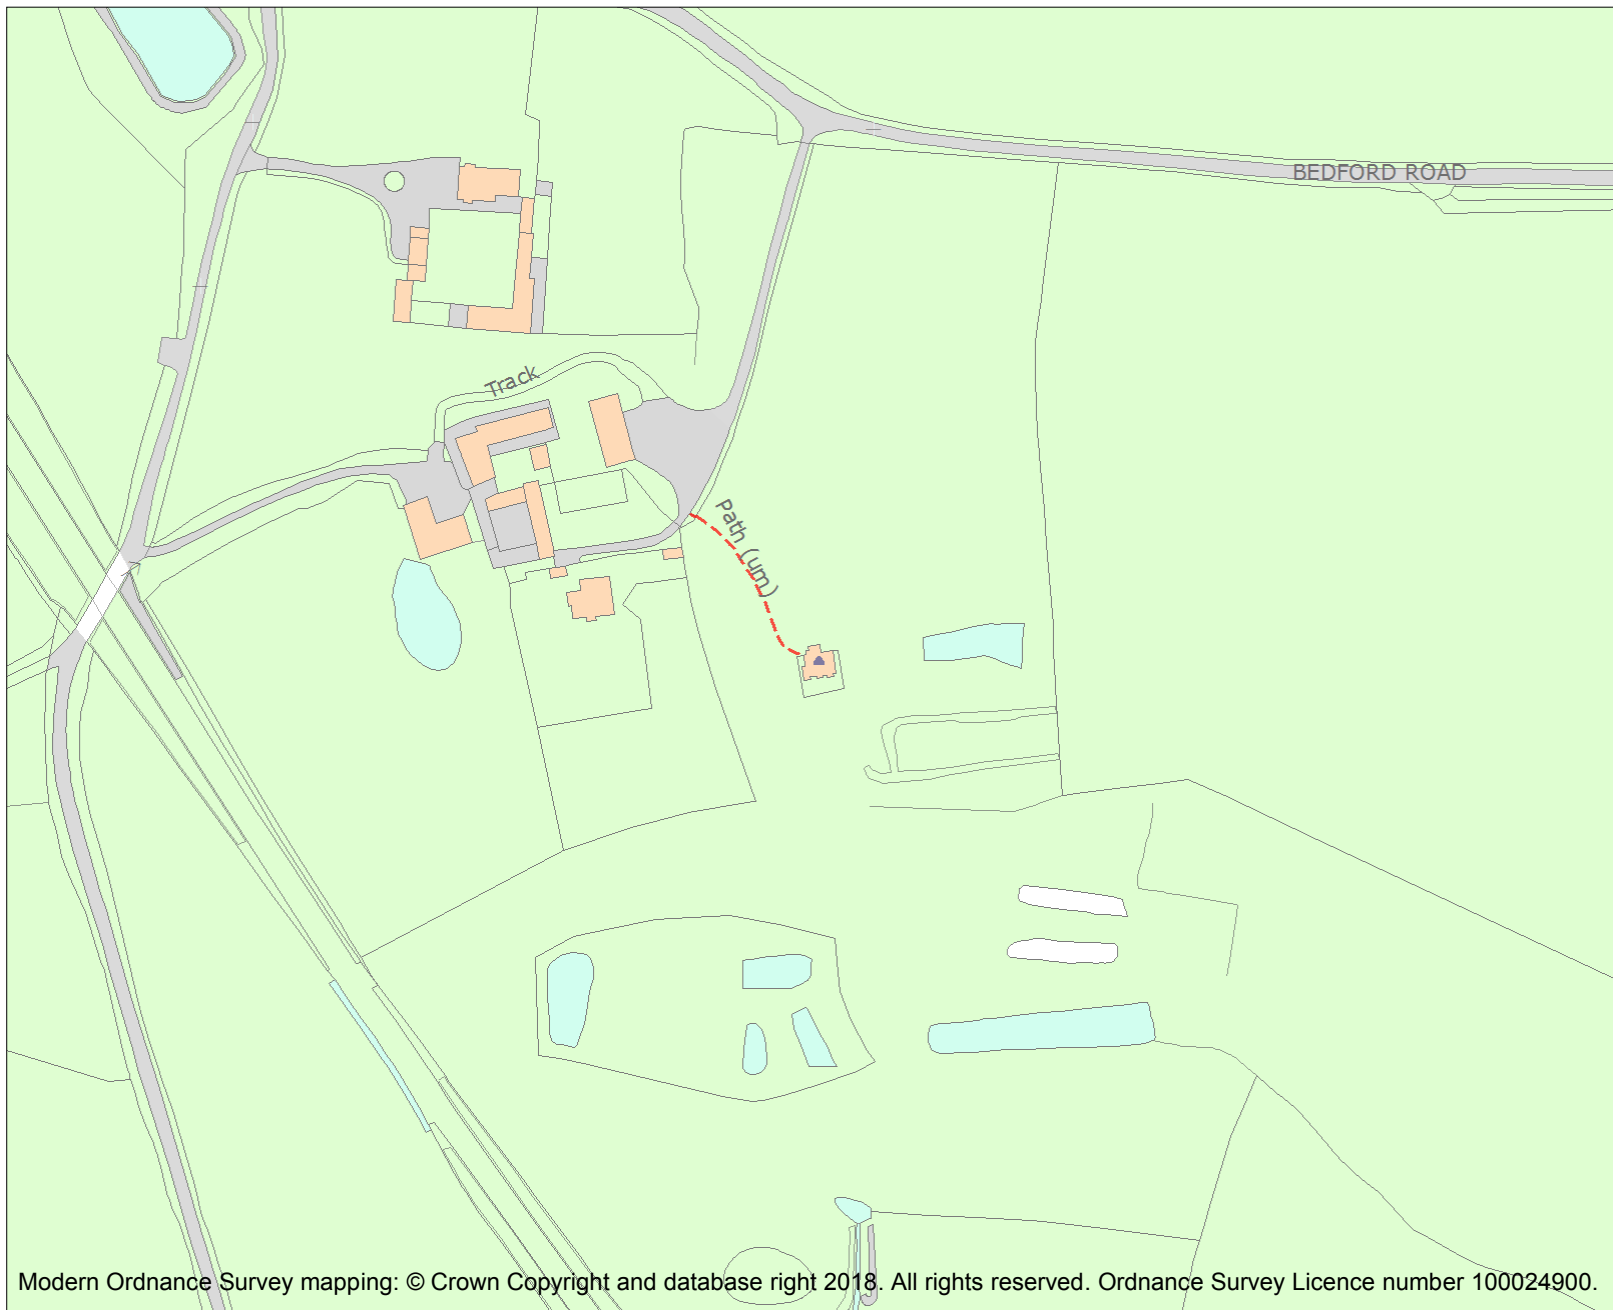 BEDFORD ROAD
Track
Path (um)
Modern Ordnance Survey mapping: © Crown Copyright and database right 2018. All rights reserved. Ordnance Survey Licence number 100024900.